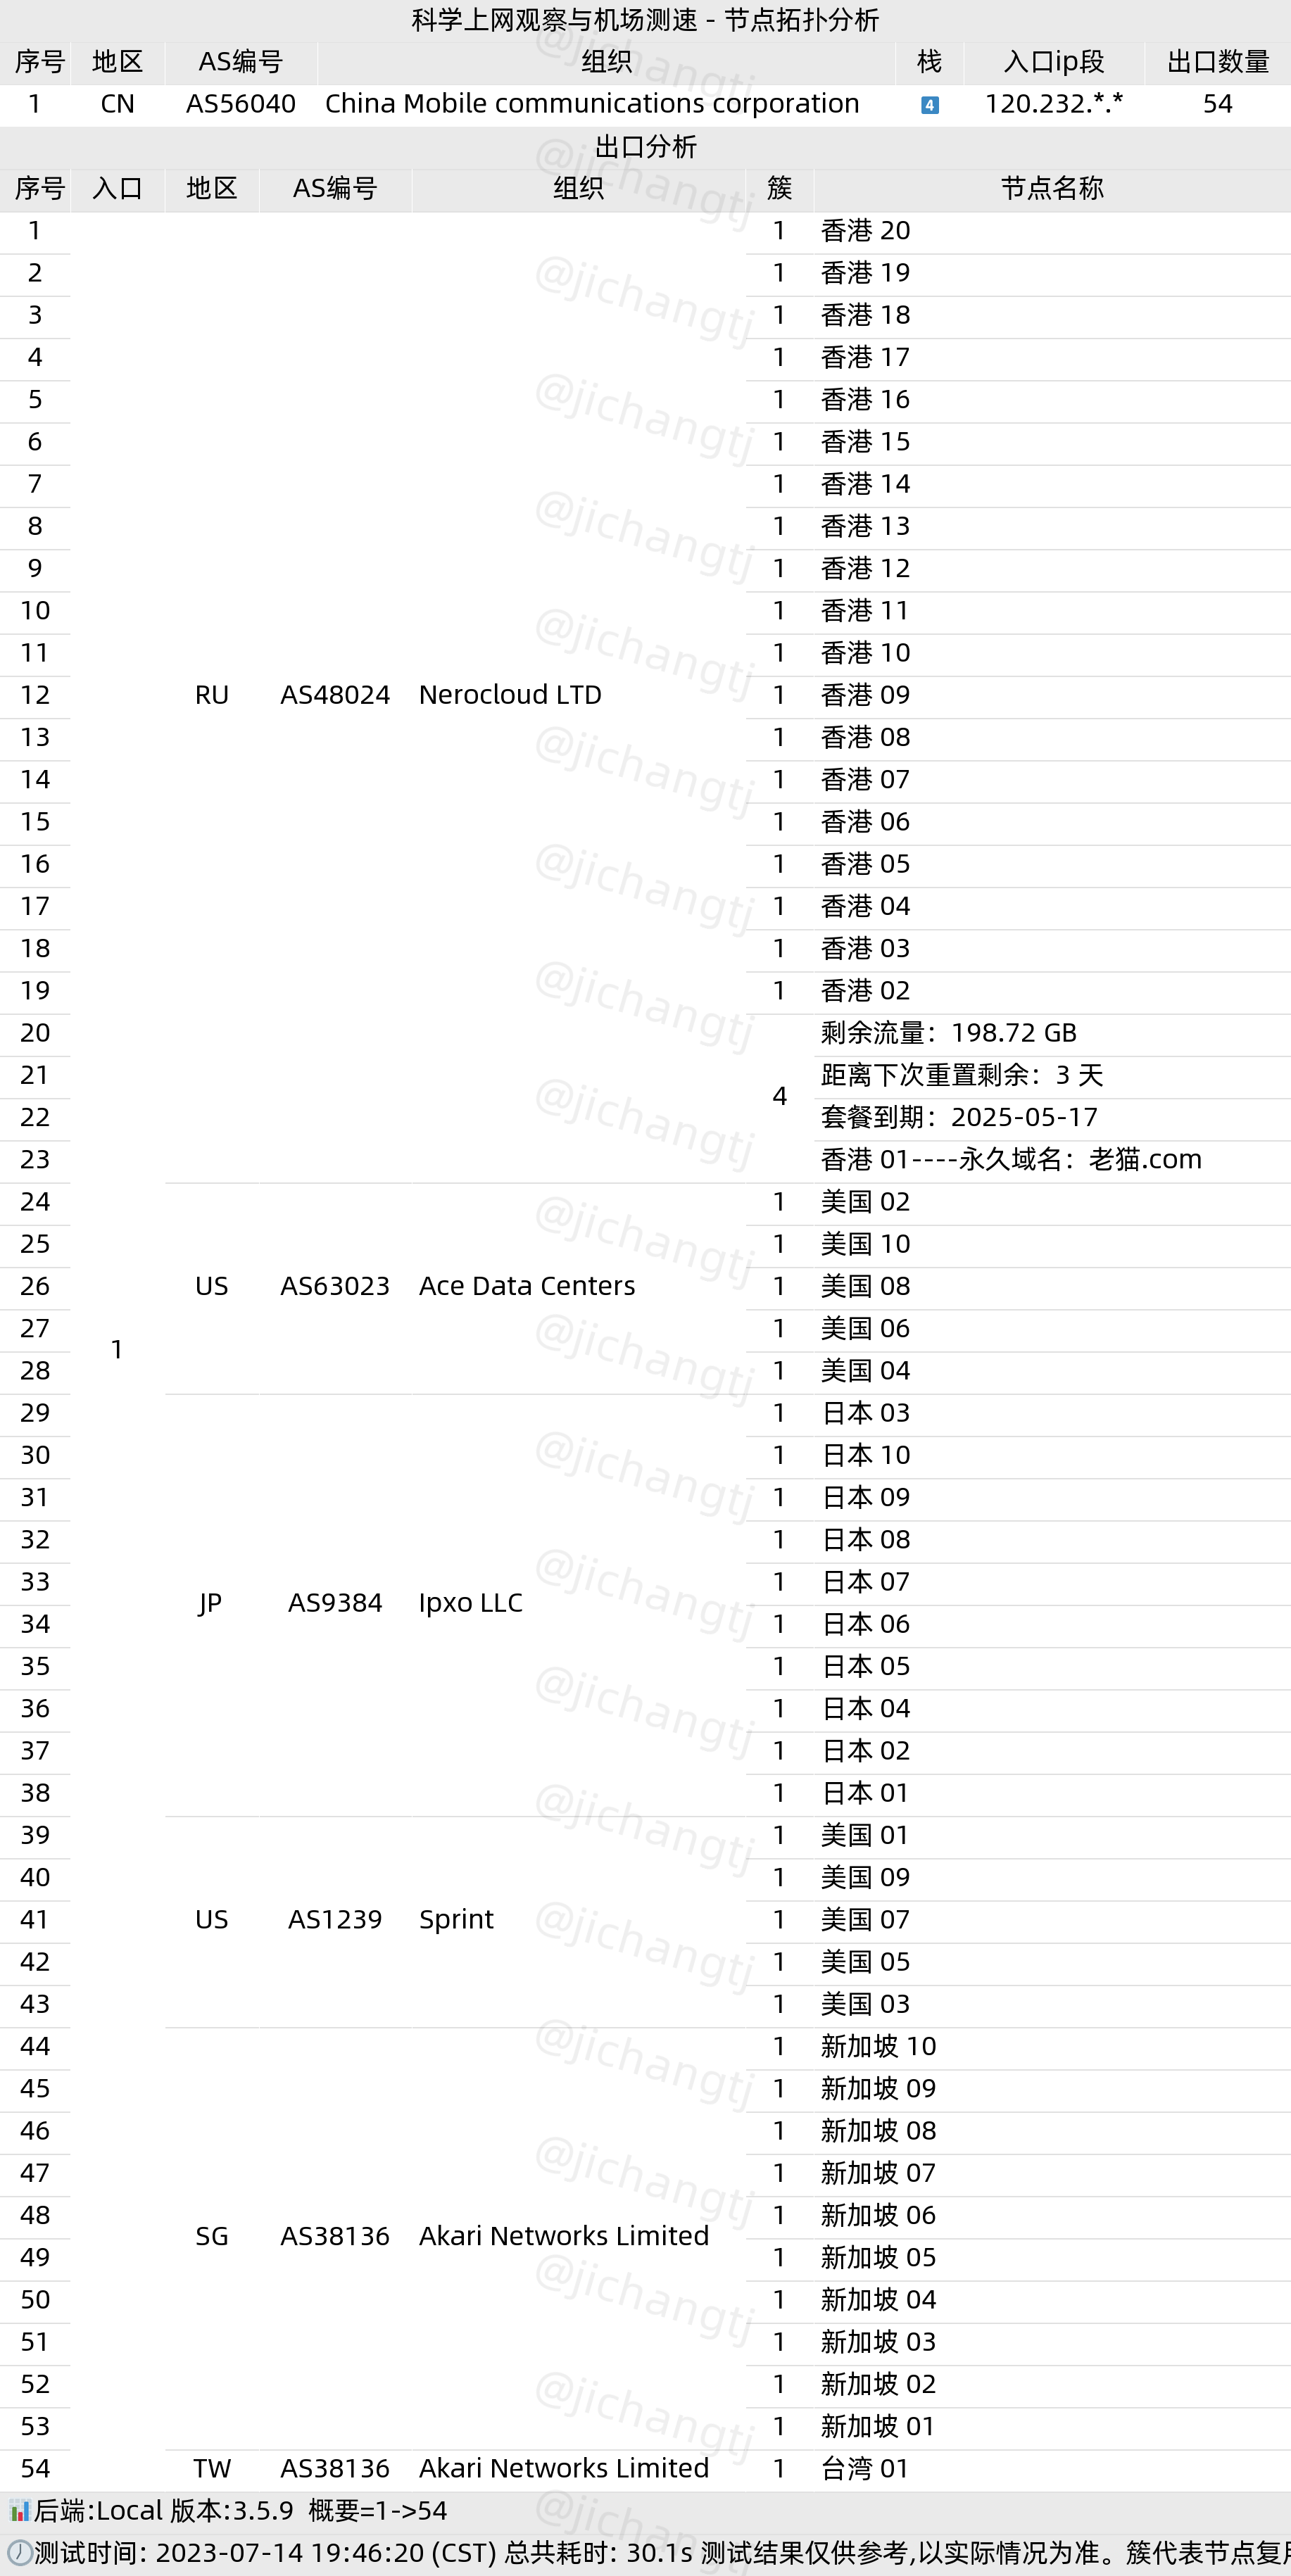 科学上网观察与机场测速 - 节点拓扑分析
序号 地区 AS编号 组织 栈 入口ip段 出口数量
1 CN AS56040 China Mobile communications corporation 4 120.232.*.* 54
出口分析
序号 入口 地区 AS编号 组织 簇 节点名称
1 1 香港 20
2 1 香港 19
3 1 香港 18
4 1 香港 17
5 1 香港 16
6 1 香港 15
7 1 香港 14
8 1 香港 13
9 1 香港 12
10 1 香港 11
11 1 香港 10
12 RU AS48024 Nerocloud LTD 1 香港 09
13 1 香港 08
14 1 香港 07
15 1 香港 06
16 1 香港 05
17 1 香港 04
18 1 香港 03
19 1 香港 02
20 剩余流量：198.72 GB
21 距离下次重置剩余：3 天
4
22 套餐到期：2025-05-17
23 香港 01----永久域名：老猫.com
24 1 美国 02
25 1 美国 10
26 US AS63023 Ace Data Centers 1 美国 08
27 1 美国 06
1
28 1 美国 04
29 1 日本 03
30 1 日本 10
31 1 日本 09
32 1 日本 08
33 JP AS9384 Ipxo LLC 1 日本 07
34 1 日本 06
35 1 日本 05
36 1 日本 04
37 1 日本 02
38 1 日本 01
39 1 美国 01
40 1 美国 09
41 US AS1239 Sprint 1 美国 07
42 1 美国 05
43 1 美国 03
44 1 新加坡 10
45 1 新加坡 09
46 1 新加坡 08
47 1 新加坡 07
48 SG AS38136 Akari Networks Limited 1 新加坡 06
49 1 新加坡 05
50 1 新加坡 04
51 1 新加坡 03
52 1 新加坡 02
53 1 新加坡 01
54 TW AS38136 Akari Networks Limited 1 台湾 01
后端:Local 版本:3.5.9 概要=1->54
测试时间: 2023-07-14 19:46:20 (CST) 总共耗时: 30.1s 测试结果仅供参考,以实际情况为准。簇代表节点复
@jichangtj